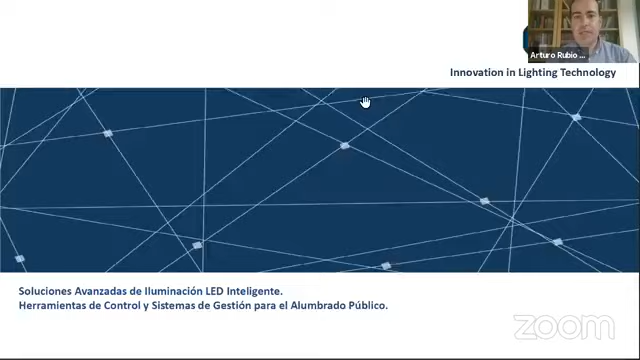 Arturo Rubio ...
Innovation in Lighting Technology
Soluciones Avanzadas de Iluminación LED Inteligente.
Herramientas de Control y Sistemas de Gestión para el Alumbrado Público.
zoom